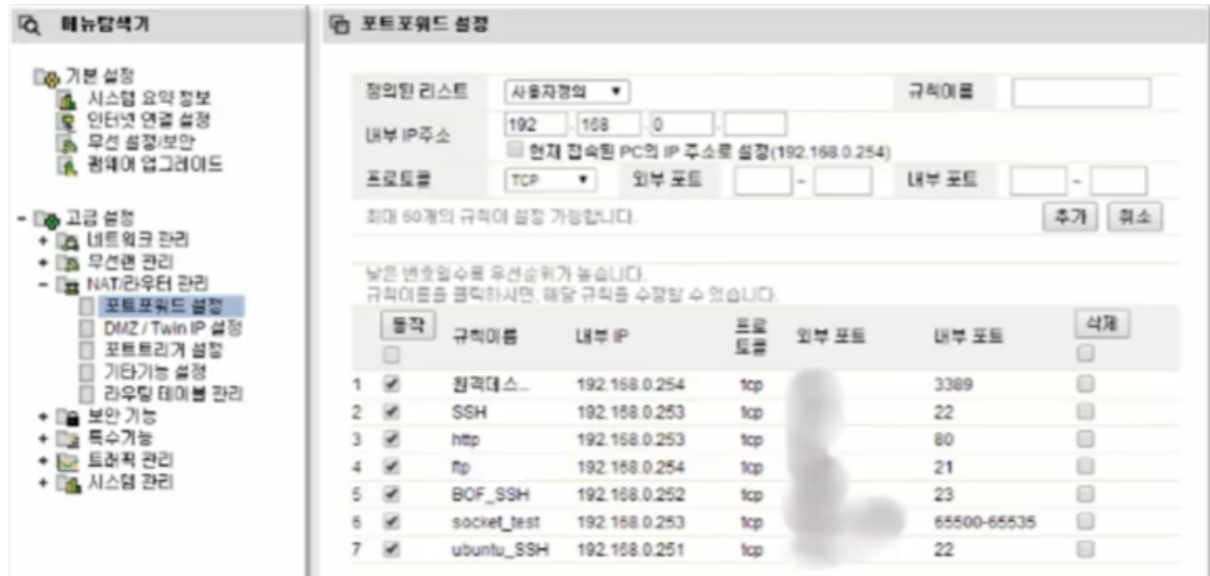 메뉴탐색기
기본 설정
시스템 요약 정보
인터넷 연결 설정
무선 설정/보안
펌웨어 업그레이드
고급 설정
네트워크 관리
무선랜 관리
NAT/라우터 관리
포트포워드 설정
DMZ / Twin IP 설정
포트트리거 설정
기타기능 설정
라우팅 테이블 관리
보안 기능
특수기능
트래픽 관리
시스템 관리
포트포워드 설정
정의된 리스트 사용자정의 규칙이름
내부 IP주소 192 . 168 . 0 .
현재 접속된 PC의 IP 주소로 설정(192.168.0.254)
프로토콜 TCP 외부 포트 ~ 내부 포트 ~
최대 60개의 규칙이 설정 가능합니다. 추가 취소
낮은 번호일수록 우선순위가 높습니다.
규칙이름을 클릭하시면, 해당 규칙을 수정할 수 있습니다.
동작 규칙이름 내부 IP 프로토콜 외부 포트 내부 포트 삭제
1 원격데스... 192.168.0.254 tcp 3389
2 SSH 192.168.0.253 tcp 22
3 http 192.168.0.253 tcp 80
4 ftp 192.168.0.254 tcp 21
5 BOF_SSH 192.168.0.252 tcp 23
6 socket_test 192.168.0.253 tcp 65500-65535
7 ubuntu_SSH 192.168.0.251 tcp 22